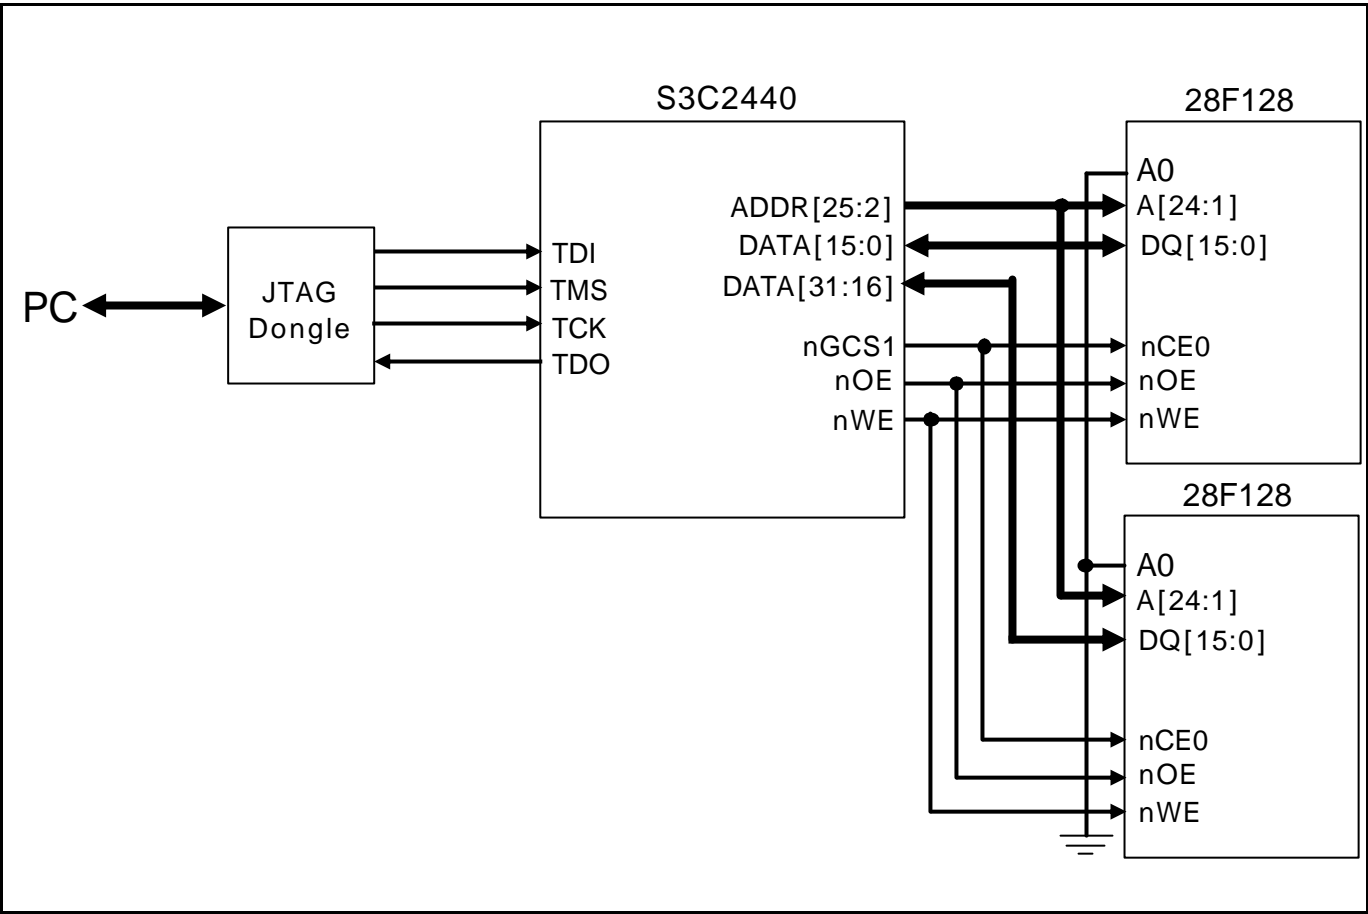 S3C2440
28F128
PC
JTAG
Dongle
TDI
TMS
TCK
TDO
ADDR[25:2]
DATA[15:0]
DATA[31:16]
nGCS1
nOE
nWE
A0
A[24:1]
DQ[15:0]
nCE0
nOE
nWE
28F128
A0
A[24:1]
DQ[15:0]
nCE0
nOE
nWE